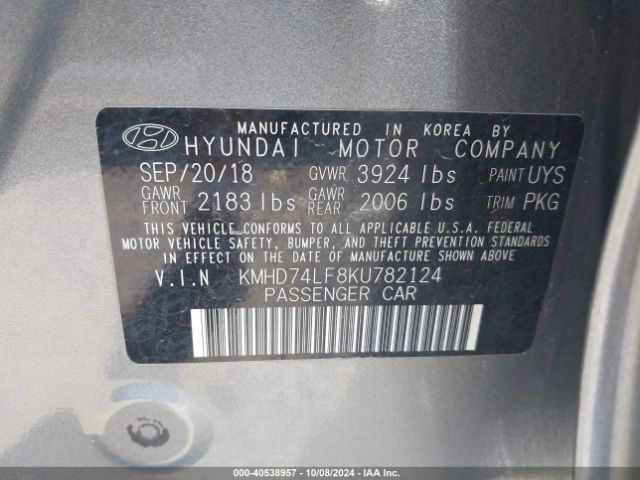 MANUFACTURED IN KOREA BY
HYUNDAI MOTOR COMPANY
SEP/20/18 GVWR 3924 lbs PAINT UYS
GAWR FRONT 2183 lbs GAWR REAR 2006 lbs TRIM PKG
THIS VEHICLE CONFORMS TO ALL APPLICABLE U.S.A. FEDERAL
MOTOR VEHICLE SAFETY, BUMPER, AND THEFT PREVENTION STANDARDS
IN EFFECT ON THE DATE OF MANUFACTURE SHOWN ABOVE
V.I.N KMHD74LF8KU782124
PASSENGER CAR
000-40538957 - 10/08/2024 - IAA Inc.